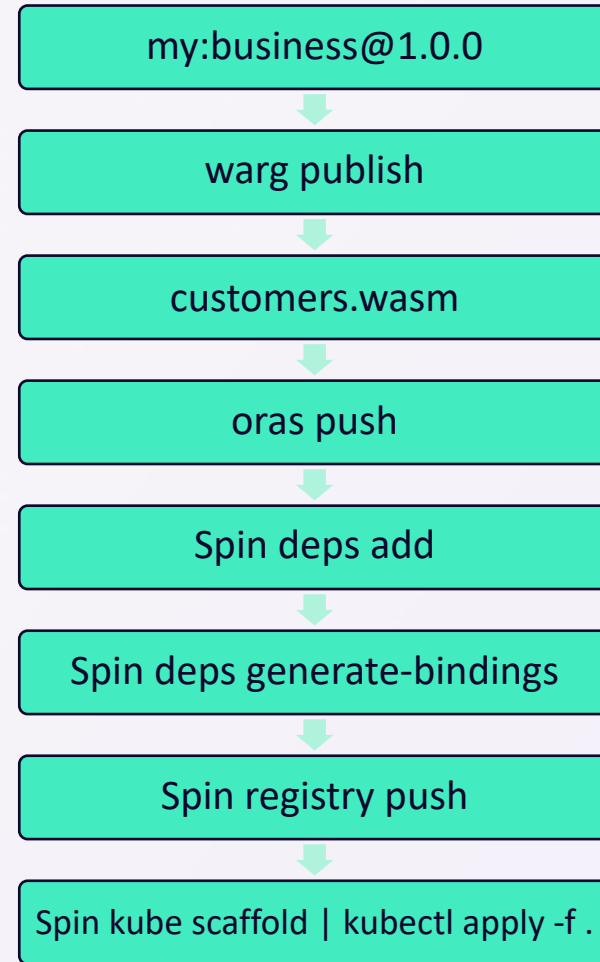 my:business@1.0.0
warg publish
customers.wasm
oras push
Spin deps add
Spin deps generate-bindings
Spin registry push
Spin kube scaffold | kubectl apply -f .